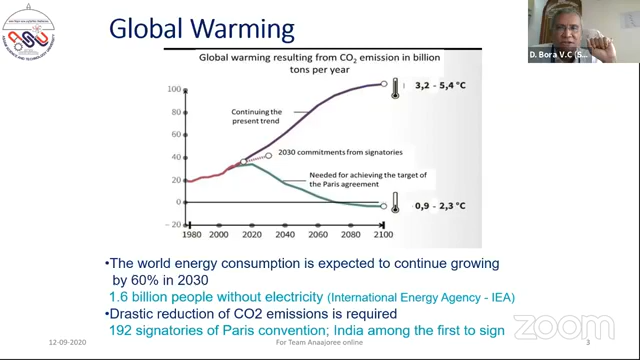 Global Warming
D. Bora V.C (S...
Global warming resulting from CO2 emission in billion
tons per year
100
80
60
40
20
0
- 20
1980
2000
2020
2040
2060
2080
2100
Continuing the
present trend
2030 commitments from signatories
Needed for achieving the target of
the Paris agreement
3,2 - 5,4 °C
0,9 - 2,3 °C
•The world energy consumption is expected to continue growing
by 60% in 2030
1.6 billion people without electricity (International Energy Agency - IEA)
•Drastic reduction of CO2 emissions is required
192 signatories of Paris convention; India among the first to sign
zoom
12-09-2020
For Team Anaajoree online
3